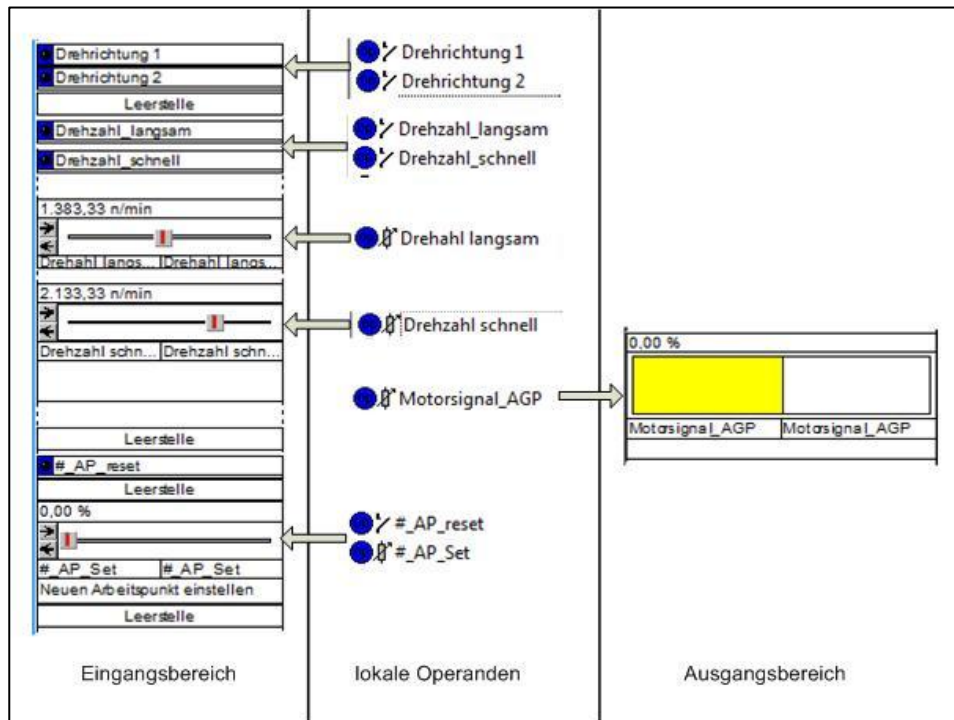 Drehrichtung 1
Drehrichtung 2
Leerstelle
Drehzahl_langsam
Drehzahl_schnell
1.383,33 n/min
Drehahl langs... Drehahl langs...
2.133,33 n/min
Drehzahl schn... Drehzahl schn...
Leerstelle
#_AP_reset
Leerstelle
0,00 %
#_AP_Set #_AP_Set
Neuen Arbeitspunkt einstellen
Leerstelle
Eingangsbereich
Drehrichtung 1
Drehrichtung 2
Drehzahl_langsam
Drehzahl_schnell
Drehahl langsam
Drehzahl schnell
Motorsignal_AGP
#_AP_reset
#_AP_Set
lokale Operanden
0,00 %
Motorsignal_AGP Motorsignal_AGP
Ausgangsbereich